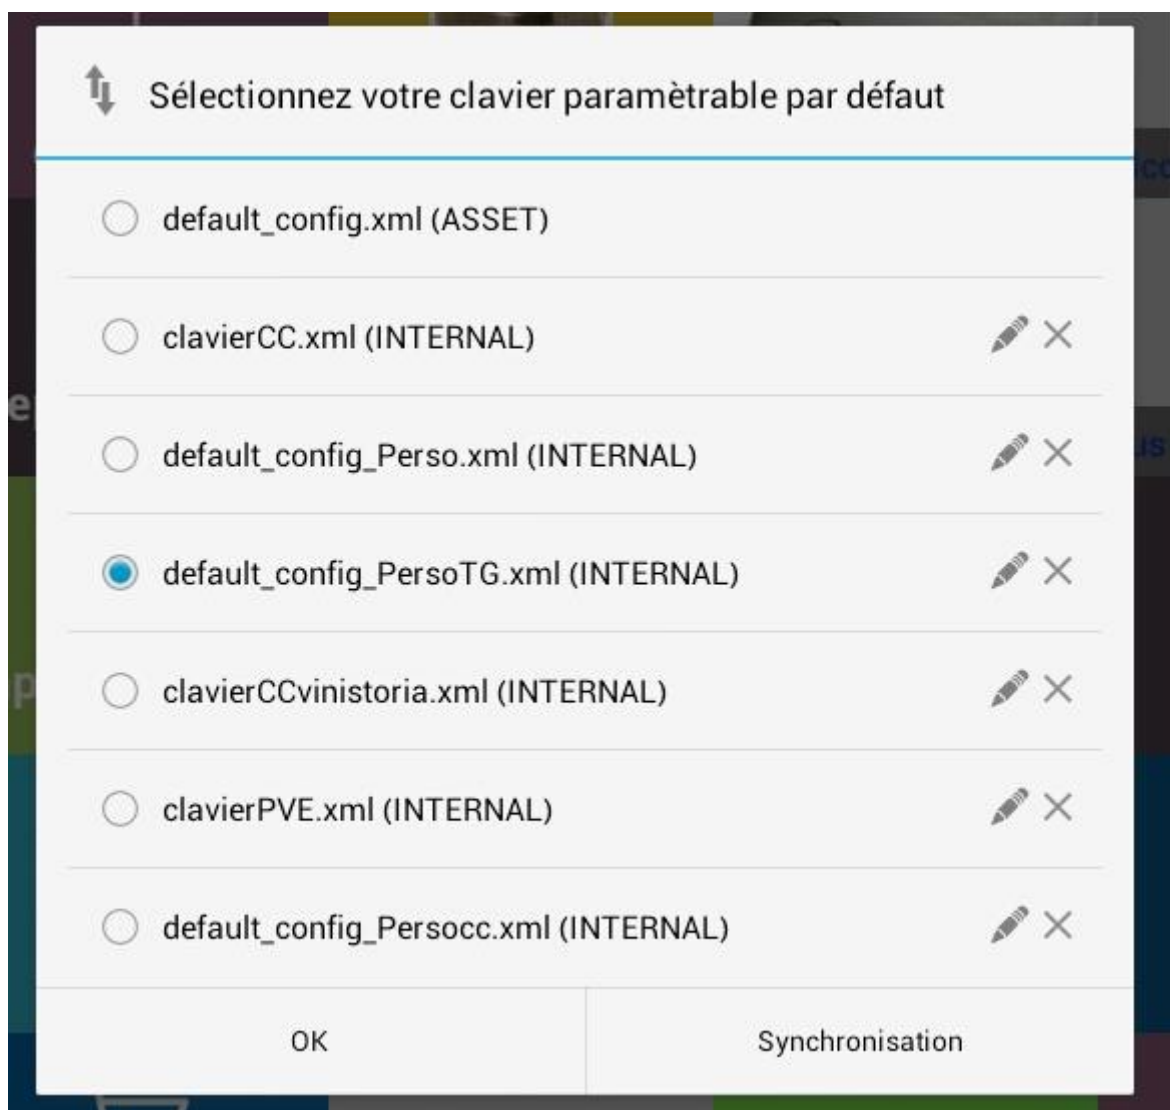 Sélectionnez votre clavier paramètrable par défaut
default_config.xml (ASSET)
clavierCC.xml (INTERNAL)
default_config_Perso.xml (INTERNAL)
default_config_PersoTG.xml (INTERNAL)
clavierCCvinistoria.xml (INTERNAL)
clavierPVE.xml (INTERNAL)
default_config_Persocc.xml (INTERNAL)
OK
Synchronisation